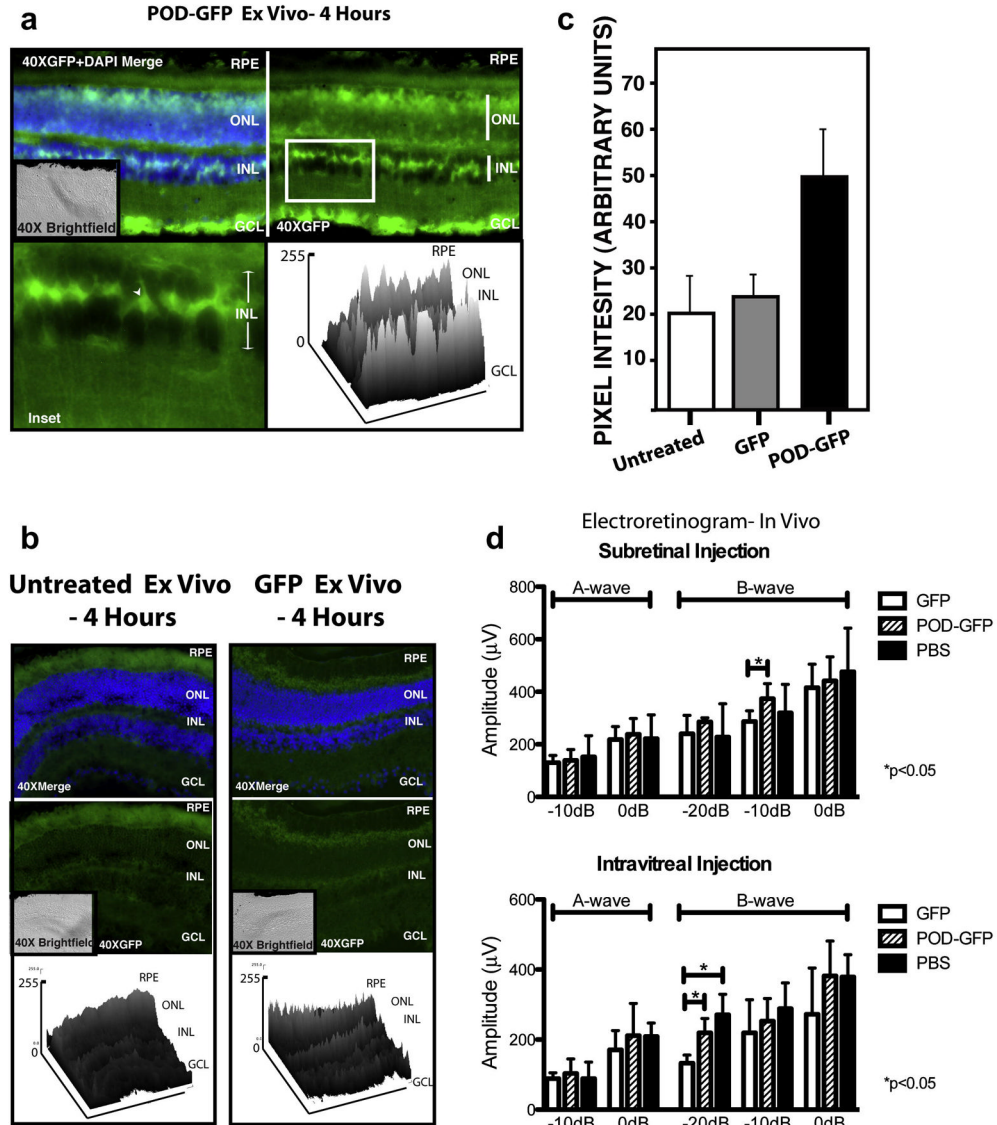 a
POD-GFP Ex Vivo- 4 Hours
40XGFP+DAPI Merge
RPE
ONL
INL
GCL
40X Brightfield
RPE
ONL
INL
GCL
40XGFP
INL
Inset
255
0
RPE
ONL
INL
GCL
c
PIXEL INTESITY (ARBITRARY UNITS)
70
60
50
40
30
20
10
Untreated
GFP
POD-GFP
b
Untreated Ex Vivo
- 4 Hours
RPE
ONL
INL
GCL
40XMerge
RPE
ONL
INL
GCL
40X Brightfield
40XGFP
255
0
RPE
ONL
INL
GCL
GFP Ex Vivo
- 4 Hours
RPE
ONL
INL
GCL
40XMerge
RPE
ONL
INL
GCL
40X Brightfield
40XGFP
255
0
RPE
ONL
INL
GCL
d
Electroretinogram- In Vivo
Subretinal Injection
A-wave
B-wave
Amplitude (µV)
800
600
400
200
0
*
-10dB
0dB
-20dB
-10dB
0dB
GFP
POD-GFP
PBS
*p<0.05
Intravitreal Injection
A-wave
B-wave
Amplitude (µV)
600
400
200
0
*
*
-10dB
0dB
-20dB
-10dB
0dB
GFP
POD-GFP
PBS
*p<0.05